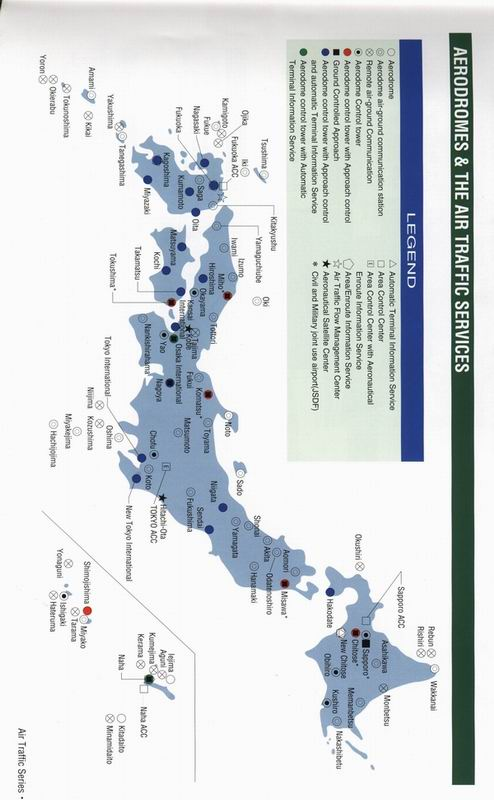 AERODROMES & THE AIR TRAFFIC SERVICES
LEGEND
Aerodrome
Aerodrome air-ground communication station
Remote air-ground Communication
Aerodrome Control tower
Aerodrome control tower with Approach control
Ground Controlled Approach
Aerodrome control tower with Approach control
and automatic Terminal Information Service
Aerodrome control tower with Automatic
Terminal Information Service
Automatic Terminal Information Service
Area Control Center
Area Control Center with Aeronautical
Enroute Information Service
Area/Enroute Information Service
Air Traffic Flow Management Center
Aeronautical Satellite Center
* Civil and Military joint use airport(JSDF)
Rebun
Rishiri
Wakkanai
Sapporo ACC
Asahikawa
Monbetsu
Okushiri
Sapporo*
Memanbetsu
Chitose*
New Chitose
Nakashibetu
Kushiro
Obihiro
Hakodate
Aomori
Misawa*
Odatenoshiro
Akita
Hanamaki
Shonai
Yamagata
Sendai
Niigata
Fukushima
Sado
Hitachi-Ota
TOKYO ACC
New Tokyo International
Noto
Toyama
Matsumoto
Chofu
Koto
Tokyo International
Komatsu*
Fukui
Nagoya
Oshima
Niijima
Kozushima
Miyakejima
Hachijojima
Oki
Tottori
Tajima
Kobe
Osaka International
Yao
Kansai
International
Nankishirahama
Miho*
Izumo
Iwami
Okayama
Hiroshima
Takamatsu
Tokushima*
Kochi
Matsuyama
Yamaguchiube
Kitakyushu
Tsushima
Iki
Fukuoka ACC
Ojika
Kamigoto
Fukue
Nagasaki
Fukuoka
Saga
Oita
Kumamoto
Miyazaki
Kagoshima
Tanegashima
Yakushima
Amami
Kikai
Tokunoshima
Okierabu
Yoron
Iejima
Aguni
Kumejima
Kerama
Naha
Naha ACC
Kitadaito
Minamidaito
Shimojishima
Miyako
Tarama
Ishigaki
Yonaguni
Hateruma
Air Traffic Series •